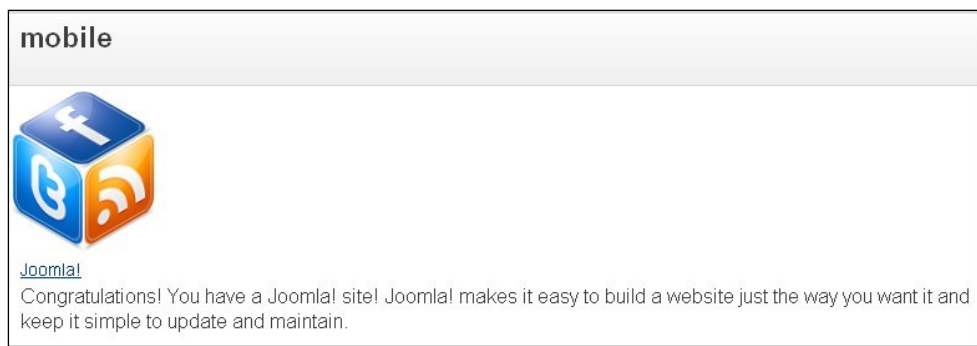 mobile
Joomla!
Congratulations! You have a Joomla! site! Joomla! makes it easy to build a website just the way you want it and
keep it simple to update and maintain.